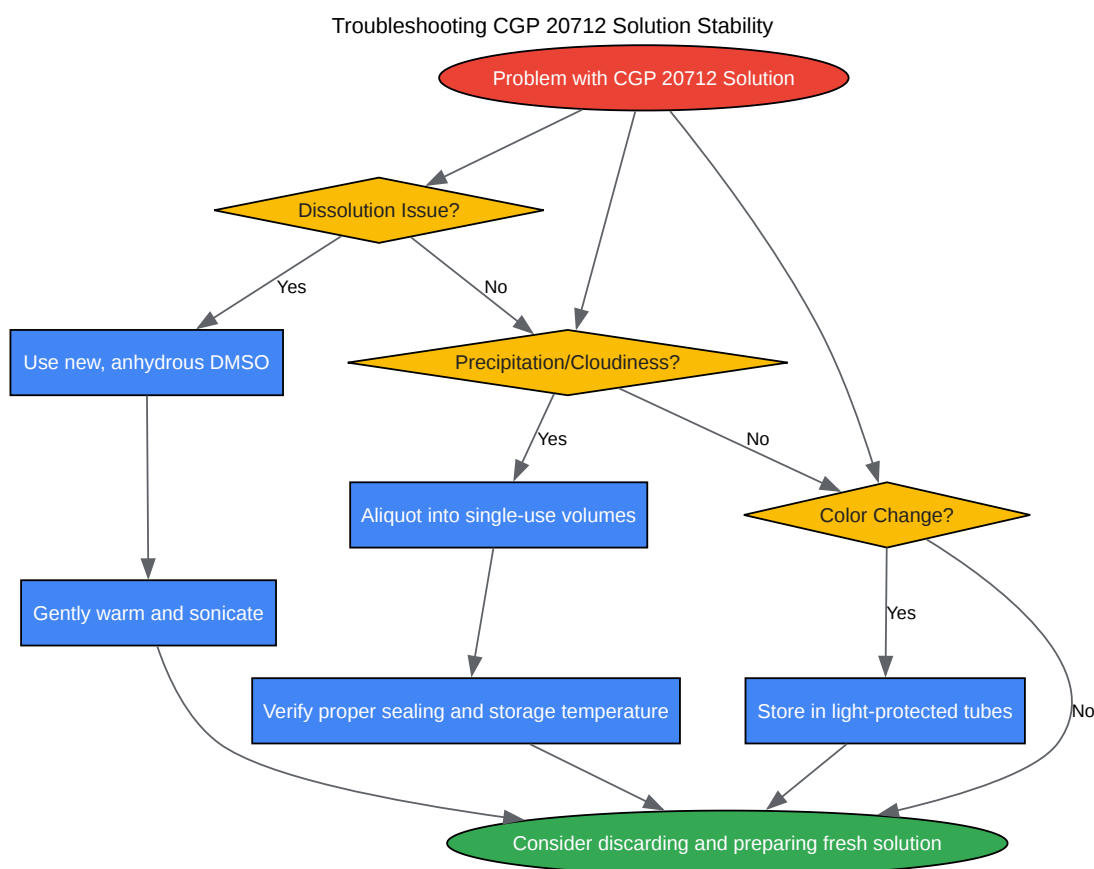 Troubleshooting CGP 20712 Solution Stability
Problem with CGP 20712 Solution
Dissolution Issue?
Yes
No
Use new, anhydrous DMSO
Precipitation/Cloudiness?
Yes
No
Aliquot into single-use volumes
Color Change?
Gently warm and sonicate
Yes
Verify proper sealing and storage temperature
Store in light-protected tubes
No
Consider discarding and preparing fresh solution